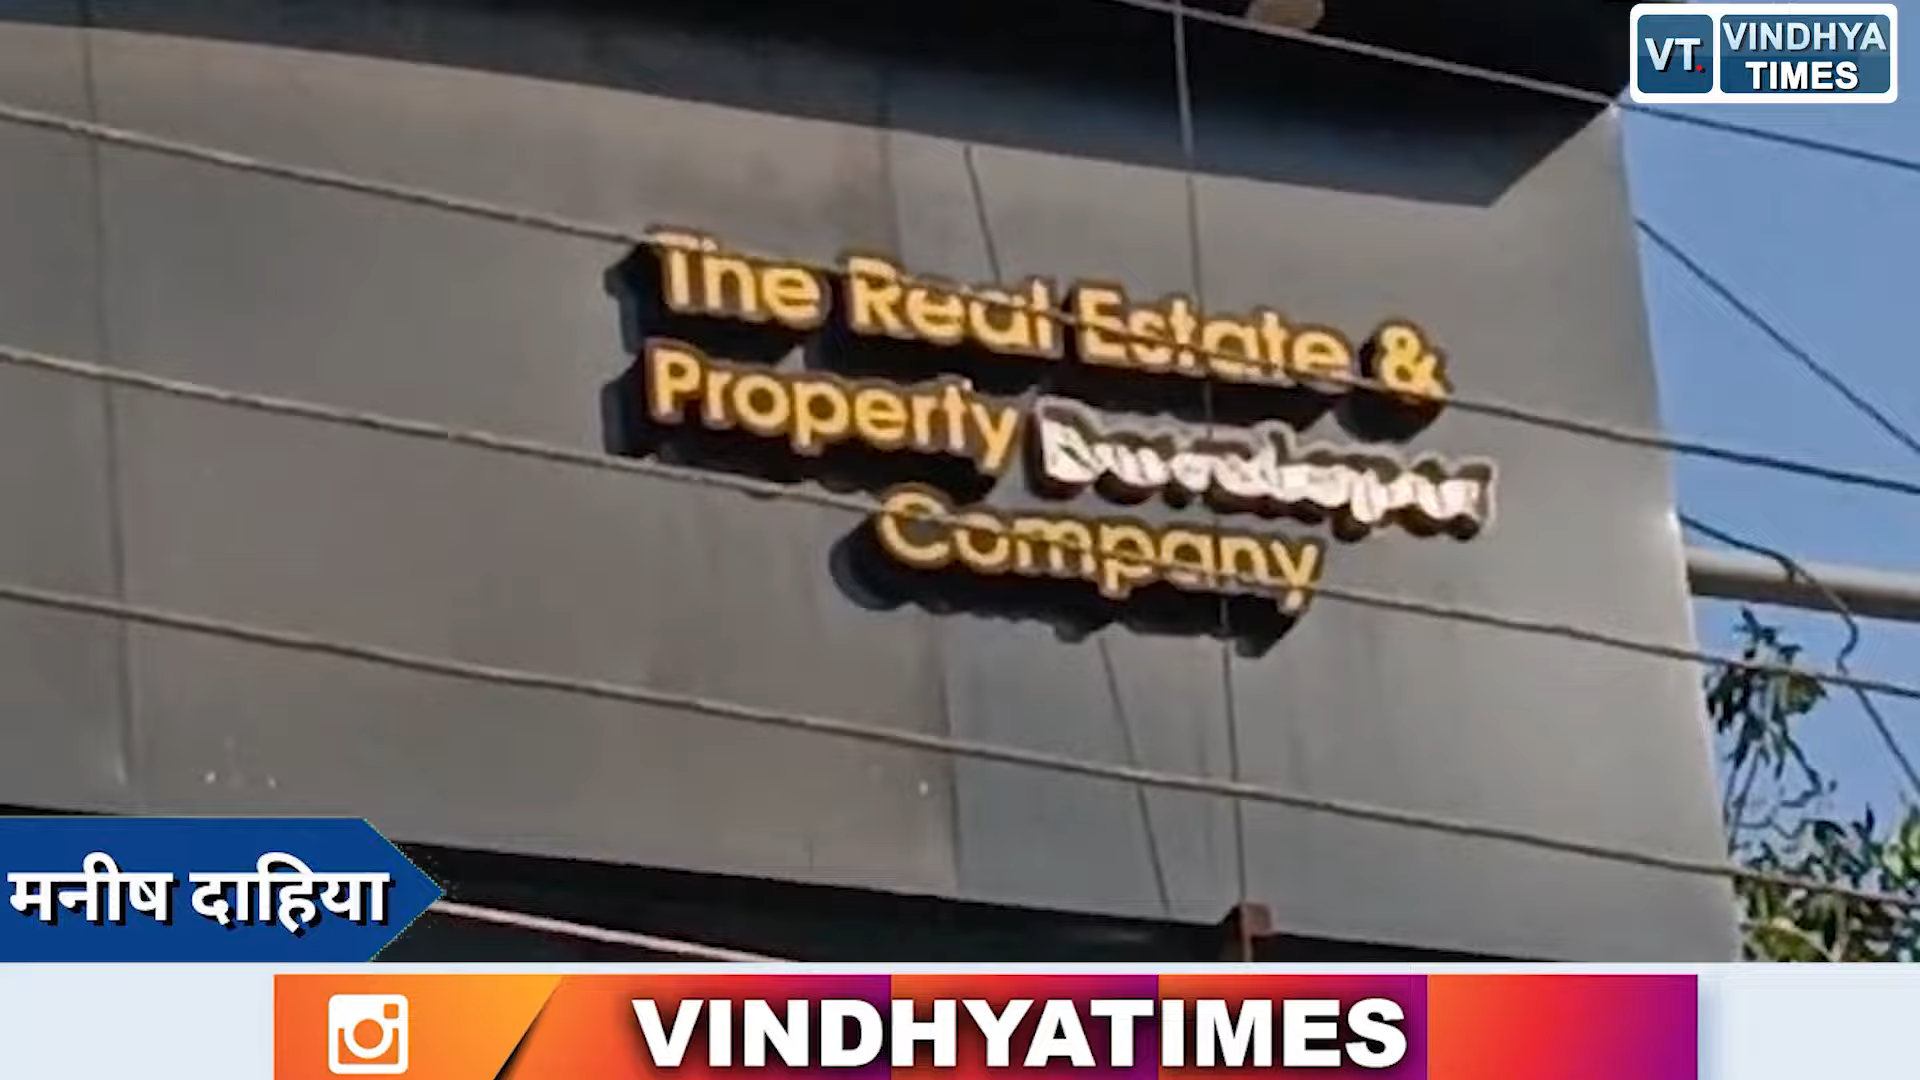 VT.
VINDHYA
TIMES
The Real Estate &
Property
Company
मनीष दाहिया
VINDHYATIMES